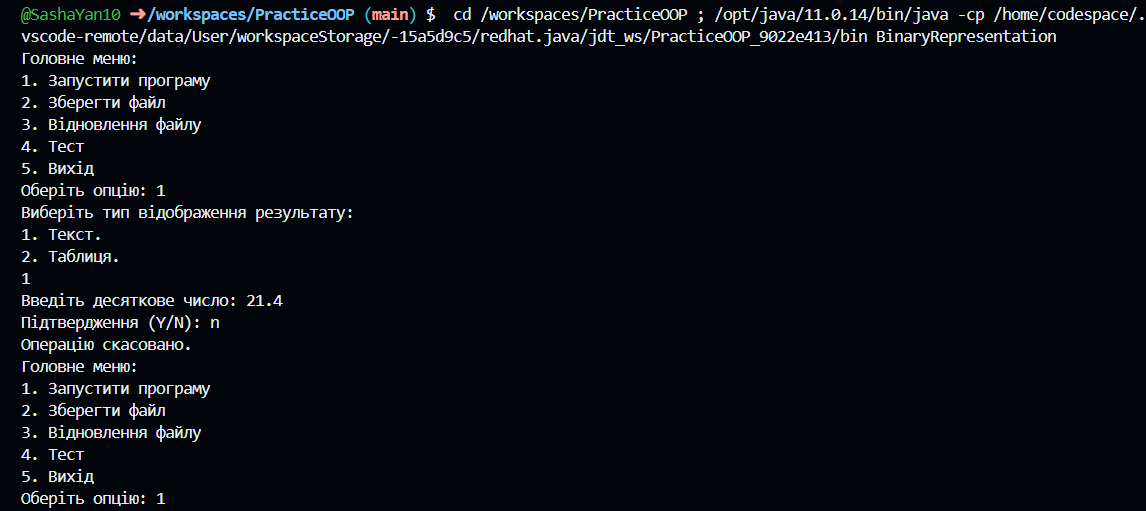 @SashaYan10 ➜/workspaces/PracticeOOP (main) $  cd /workspaces/PracticeOOP ; /opt/java/11.0.14/bin/java -cp /home/codespace/.
vscode-remote/data/User/workspaceStorage/-15a5d9c5/redhat.java/jdt_ws/PracticeOOP_9022e413/bin BinaryRepresentation
Головне меню:
1. Запустити програму
2. Зберегти файл
3. Відновлення файлу
4. Тест
5. Вихід
Оберіть опцію: 1
Виберіть тип відображення результату:
1. Текст.
2. Таблиця.
1
Введіть десяткове число: 21.4
Підтвердження (Y/N): n
Операцію скасовано.
Головне меню:
1. Запустити програму
2. Зберегти файл
3. Відновлення файлу
4. Тест
5. Вихід
Оберіть опцію: 1